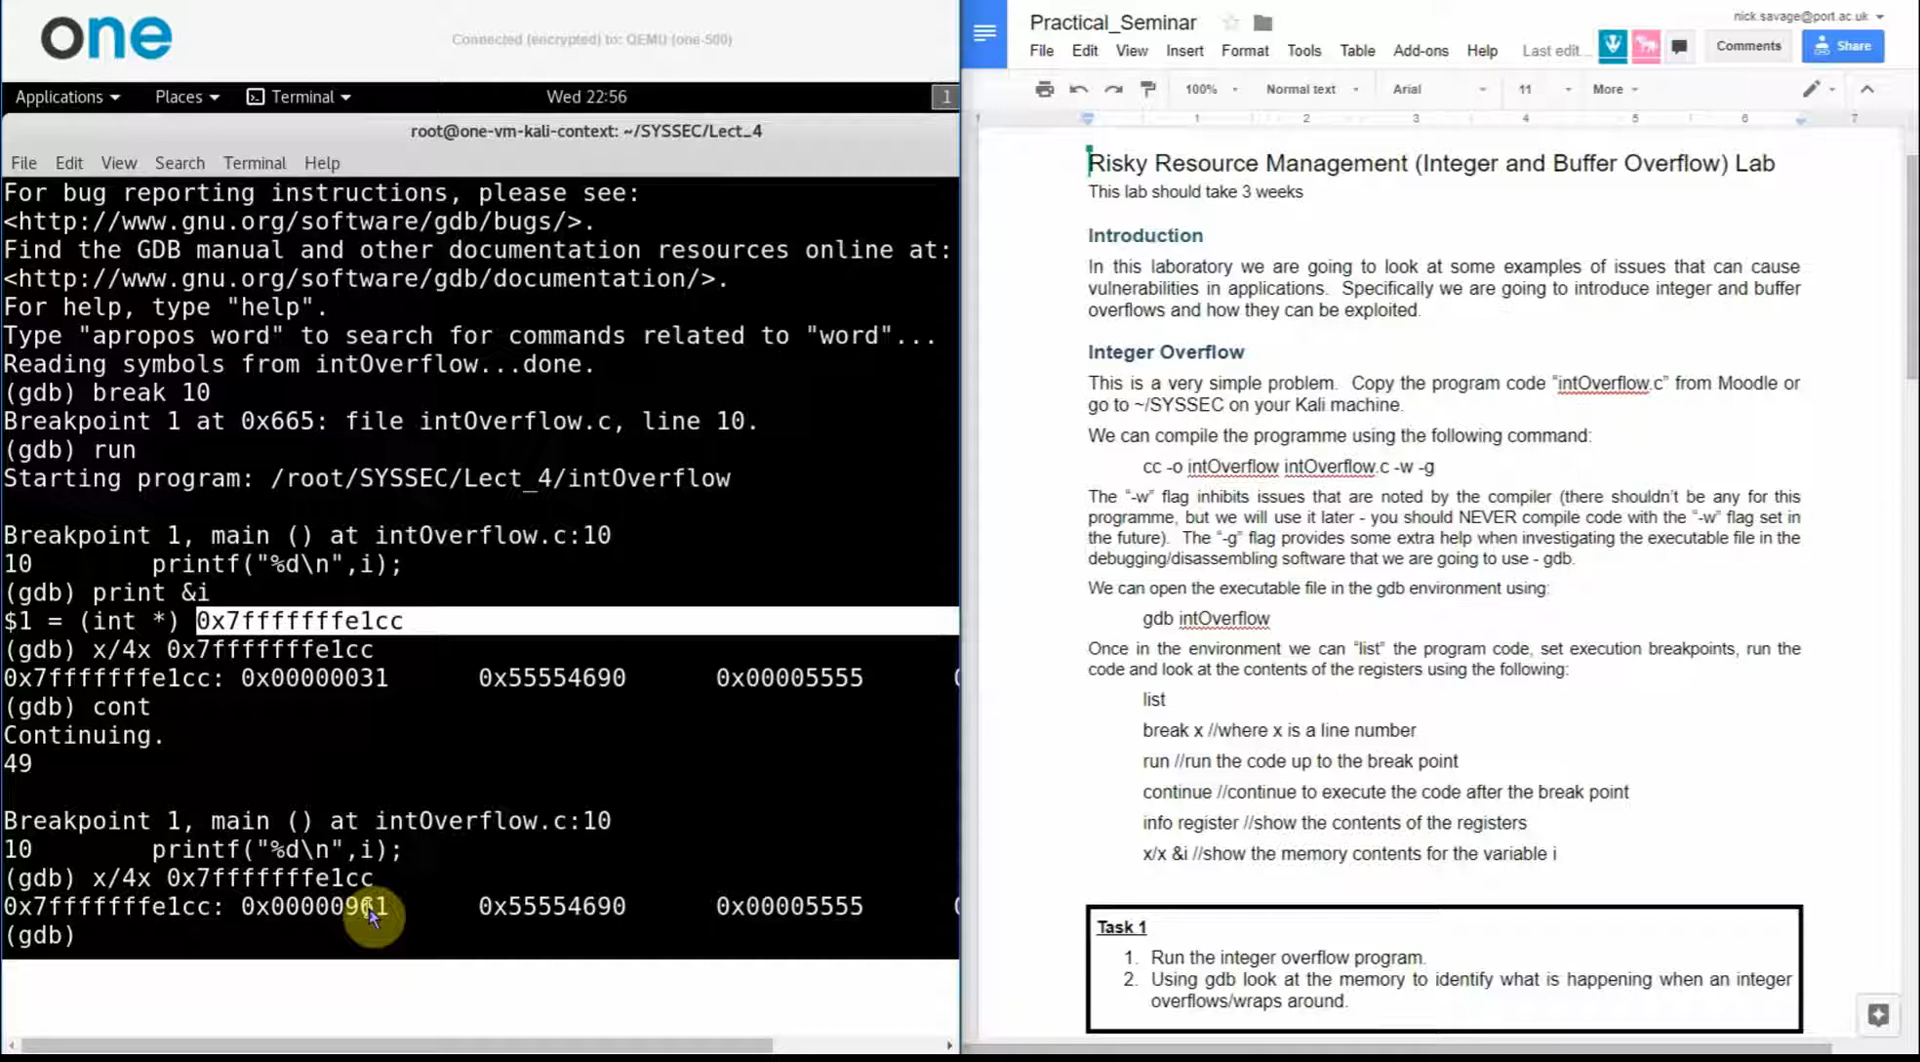 one
Connected (encrypted) to: QEMU (one-500)
Applications Places Terminal Wed 22:56 1
root@one-vm-kali-context: ~/SYSSEC/Lect_4
File Edit View Search Terminal Help
For bug reporting instructions, please see:
<http://www.gnu.org/software/gdb/bugs/>.
Find the GDB manual and other documentation resources online at:
<http://www.gnu.org/software/gdb/documentation/>.
For help, type "help".
Type "apropos word" to search for commands related to "word"...
Reading symbols from intOverflow...done.
(gdb) break 10
Breakpoint 1 at 0x665: file intOverflow.c, line 10.
(gdb) run
Starting program: /root/SYSSEC/Lect_4/intOverflow
Breakpoint 1, main () at intOverflow.c:10
10 printf("%d\n",i);
(gdb) print &i
$1 = (int *) 0x7fffffffe1cc
(gdb) x/4x 0x7fffffffe1cc
0x7fffffffe1cc: 0x00000031 0x55554690 0x00005555
(gdb) cont
Continuing.
49
Breakpoint 1, main () at intOverflow.c:10
10 printf("%d\n",i);
(gdb) x/4x 0x7fffffffe1cc
0x7fffffffe1cc: 0x00000961 0x55554690 0x00005555
(gdb)
Practical_Seminar
nick.savage@port.ac.uk
File Edit View Insert Format Tools Table Add-ons Help Last edit...
Comments Share
100% Normal text Arial 11 More
1 1 2 3 4 5 6 7
Risky Resource Management (Integer and Buffer Overflow) Lab
This lab should take 3 weeks
Introduction
In this laboratory we are going to look at some examples of issues that can cause
vulnerabilities in applications. Specifically we are going to introduce integer and buffer
overflows and how they can be exploited.
Integer Overflow
This is a very simple problem. Copy the program code “intOverflow.c” from Moodle or
go to ~/SYSSEC on your Kali machine.
We can compile the programme using the following command:
cc -o intOverflow intOverflow.c -w -g
The “-w” flag inhibits issues that are noted by the compiler (there shouldn’t be any for this
programme, but we will use it later - you should NEVER compile code with the “-w” flag set in
the future). The “-g” flag provides some extra help when investigating the executable file in the
debugging/disassembling software that we are going to use - gdb.
We can open the executable file in the gdb environment using:
gdb intOverflow
Once in the environment we can “list” the program code, set execution breakpoints, run the
code and look at the contents of the registers using the following:
list
break x //where x is a line number
run //run the code up to the break point
continue //continue to execute the code after the break point
info register //show the contents of the registers
x/x &i //show the memory contents for the variable i
Task 1
1. Run the integer overflow program.
2. Using gdb look at the memory to identify what is happening when an integer
overflows/wraps around.